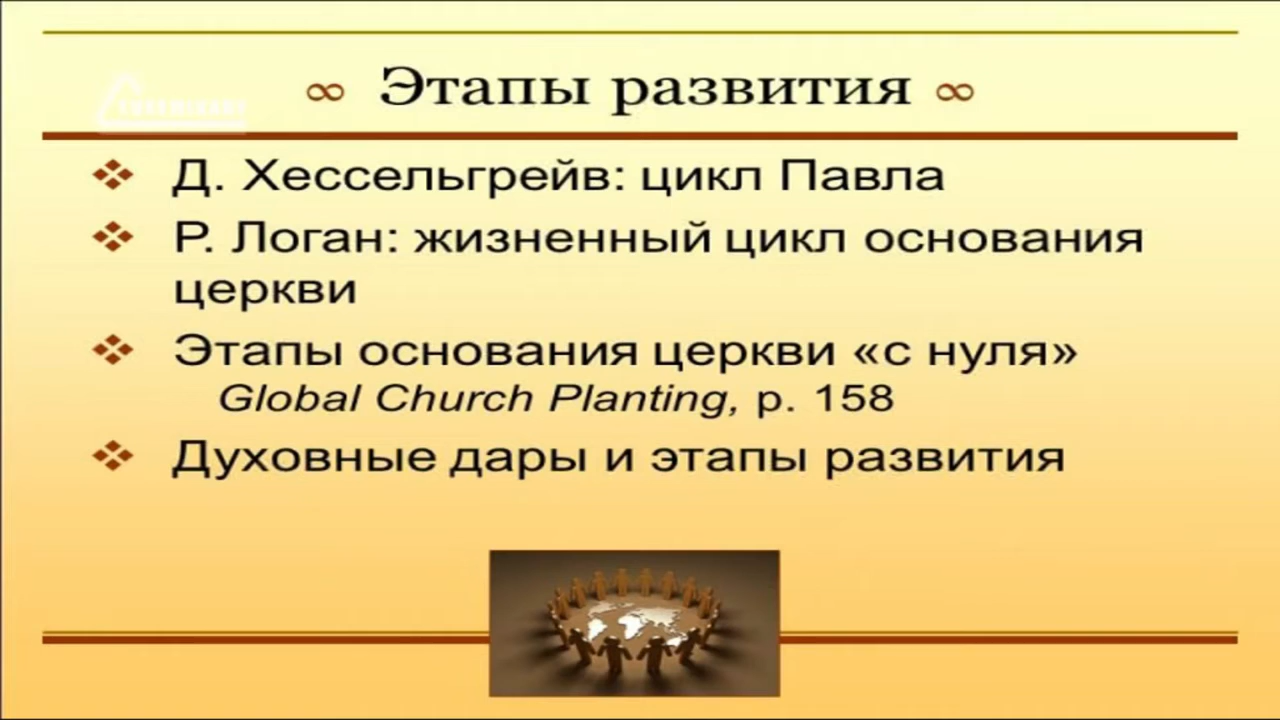 ∞ Этапы развития ∞
Д. Хессельгрейв: цикл Павла
Р. Логан: жизненный цикл основания
церкви
Этапы основания церкви «с нуля»
Global Church Planting, p. 158
Духовные дары и этапы развития